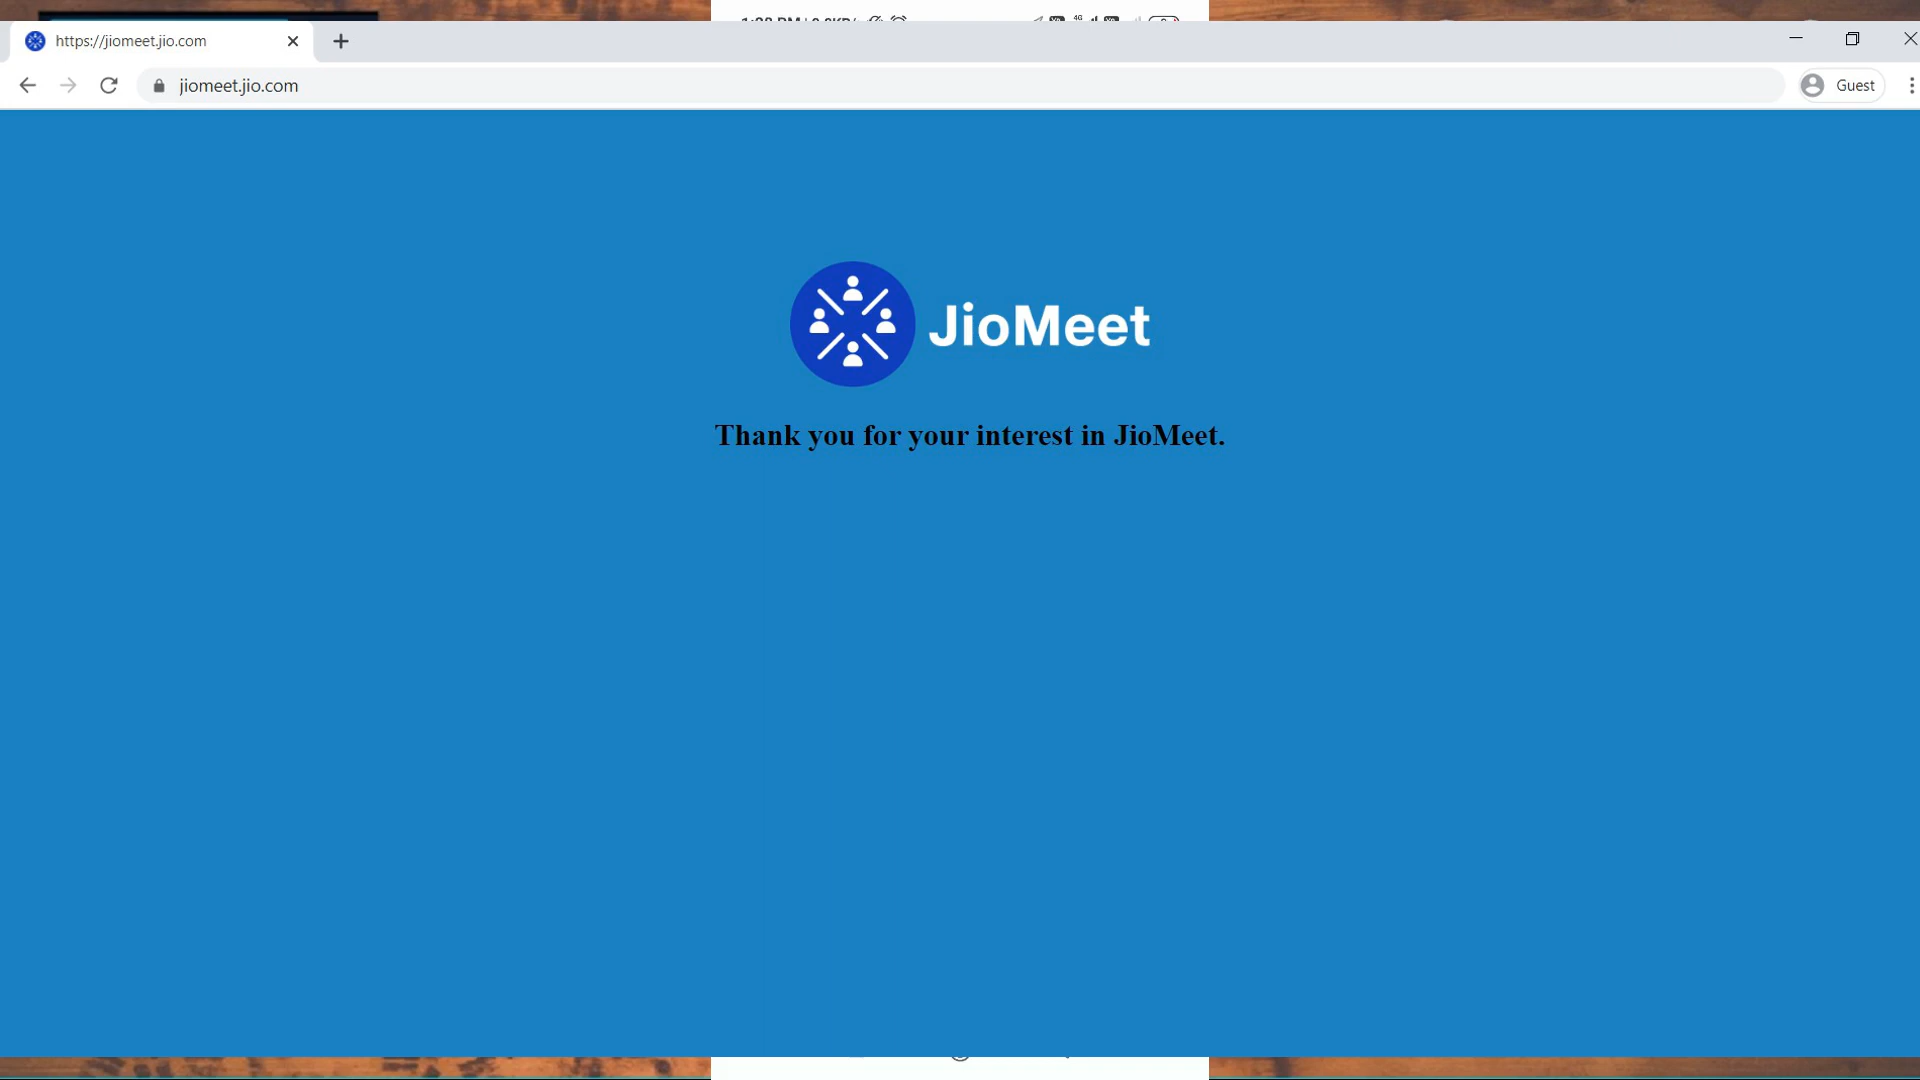 https://jiomeet.jio.com
jiomeet.jio.com
Guest
JioMeet
Thank you for your interest in JioMeet.